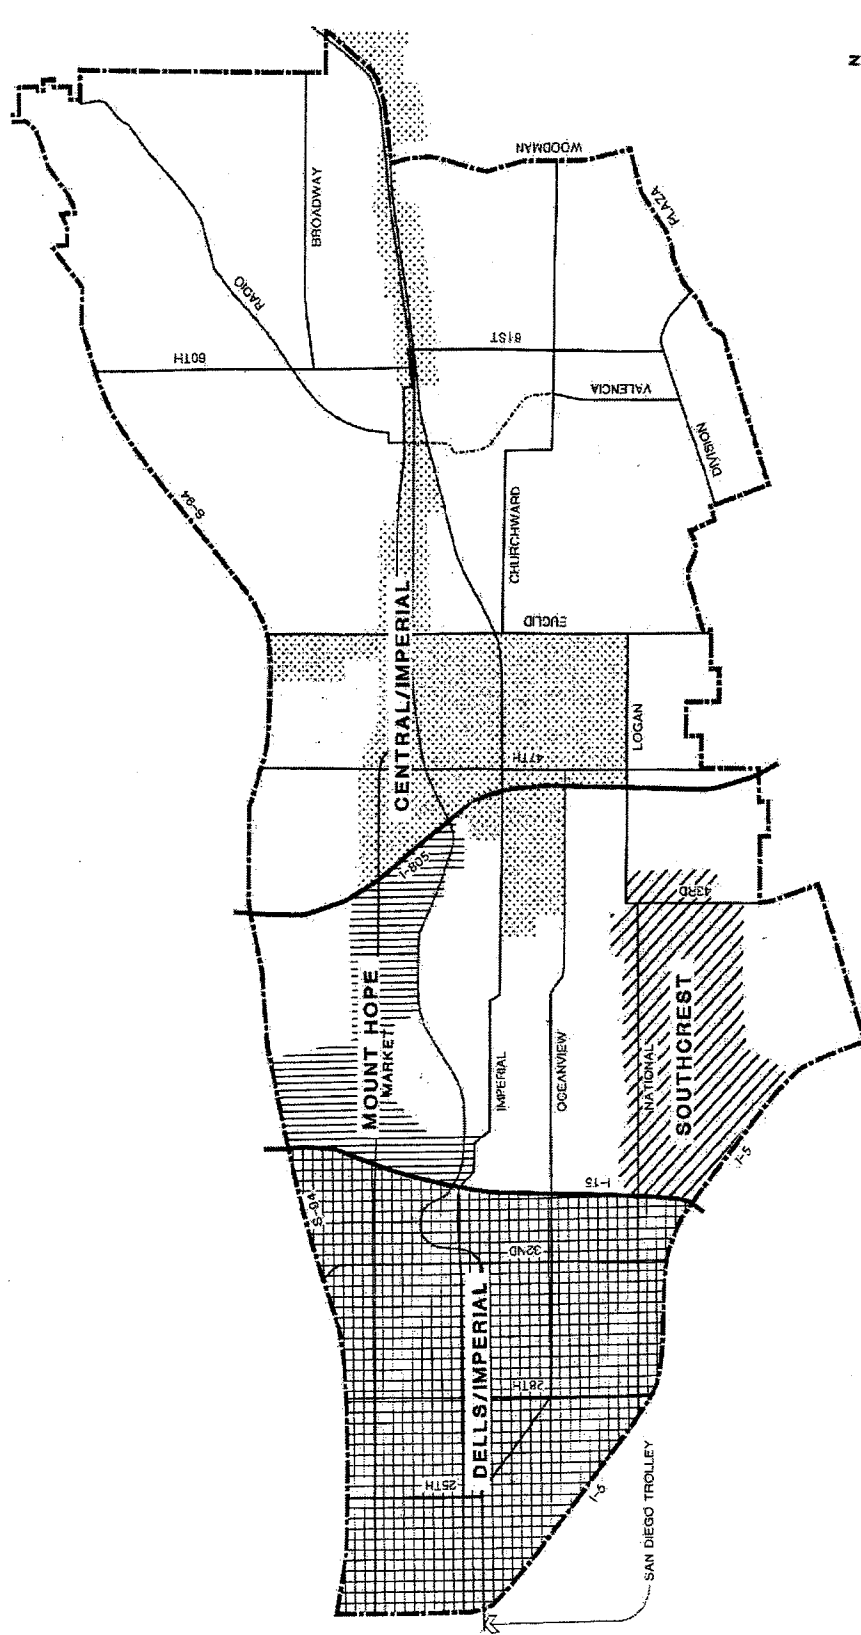 N
WOODMAN
PLAZA
BROADWAY
RADIO
60TH
61ST
VALENCIA
DIVISION
S-94
CHURCHWARD
EUCLID
CENTRAL/IMPERIAL
LOGAN
47TH
I-805
43RD
MOUNT HOPE
MARKET
IMPERIAL
OCEANVIEW
NATIONAL
SOUTHCREST
I-5
I-15
S-94
32ND
DELLS/IMPERIAL
28TH
25TH
I-5
SAN DIEGO TROLLEY